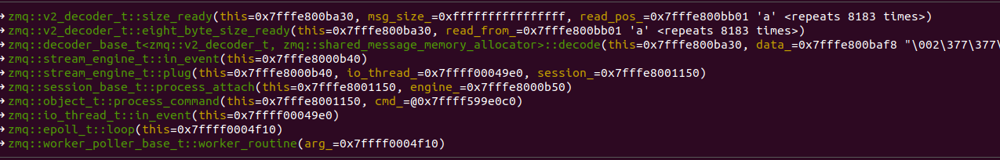 → zmq::v2_decoder_t::size_ready(this=0x7fffe800ba30, msg_size_=0xffffffffffffffff, read_pos_=0x7fffe800bb01 'a' <repeats 8183 times>)
→ zmq::v2_decoder_t::eight_byte_size_ready(this=0x7fffe800ba30, read_from_=0x7fffe800bb01 'a' <repeats 8183 times>)
→ zmq::decoder_base_t<zmq::v2_decoder_t, zmq::shared_message_memory_allocator>::decode(this=0x7fffe800ba30, data_=0x7fffe800baf8 "\002\377\377\
→ zmq::stream_engine_t::in_event(this=0x7fffe8000b40)
→ zmq::stream_engine_t::plug(this=0x7fffe8000b40, io_thread_=0x7ffff00049e0, session_=0x7fffe8001150)
→ zmq::session_base_t::process_attach(this=0x7fffe8001150, engine_=0x7fffe8000b50)
→ zmq::object_t::process_command(this=0x7fffe8001150, cmd_=@0x7ffff599e0c0)
→ zmq::io_thread_t::in_event(this=0x7ffff00049e0)
→ zmq::epoll_t::loop(this=0x7ffff0004f10)
→ zmq::worker_poller_base_t::worker_routine(arg_=0x7ffff0004f10)